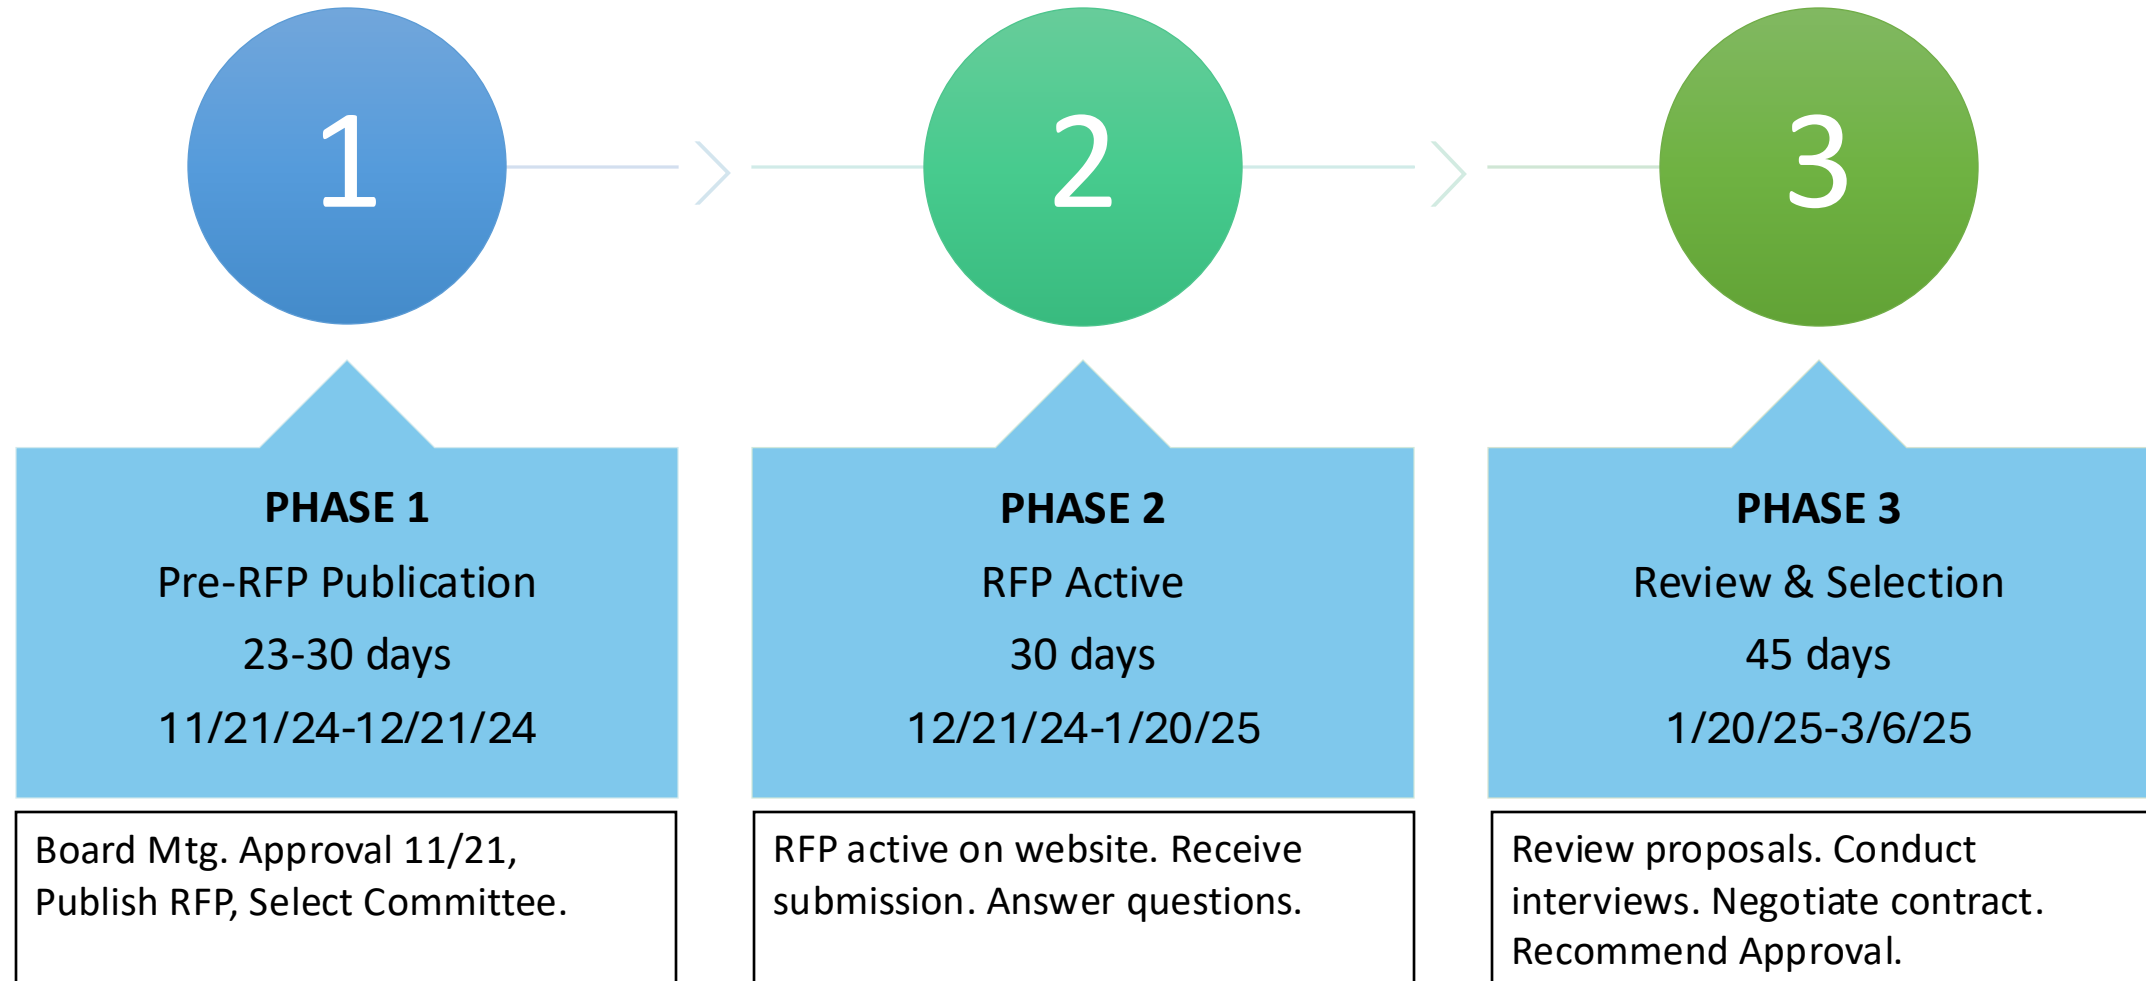 1
2
3
PHASE 1
Pre-RFP Publication
23-30 days
11/21/24-12/21/24
PHASE 2
RFP Active
30 days
12/21/24-1/20/25
PHASE 3
Review & Selection
45 days
1/20/25-3/6/25
Board Mtg. Approval 11/21,
Publish RFP, Select Committee.
RFP active on website. Receive
submission. Answer questions.
Review proposals. Conduct
interviews. Negotiate contract.
Recommend Approval.